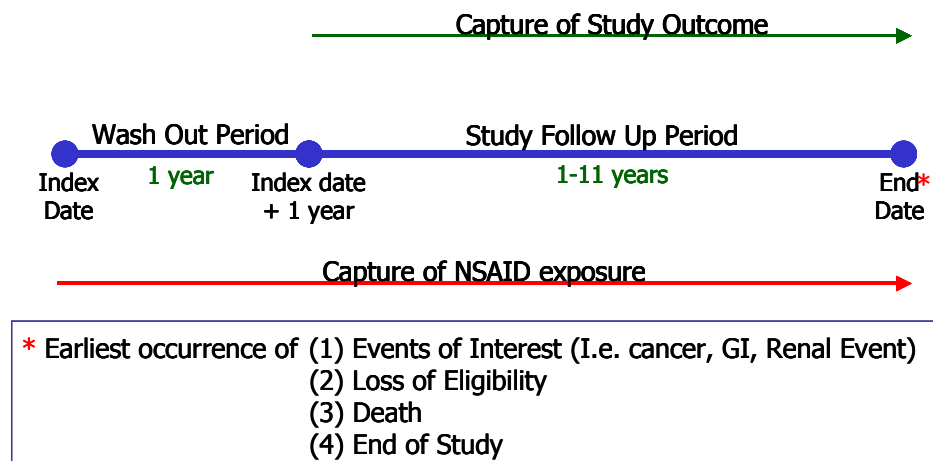 Capture of Study Outcome
Wash Out Period
Study Follow Up Period
1 year
1-11 years
Index
Date
Index date
+ 1 year
End*
Date
Capture of NSAID exposure
* Earliest occurrence of (1) Events of Interest (I.e. cancer, GI, Renal Event)
(2) Loss of Eligibility
(3) Death
(4) End of Study